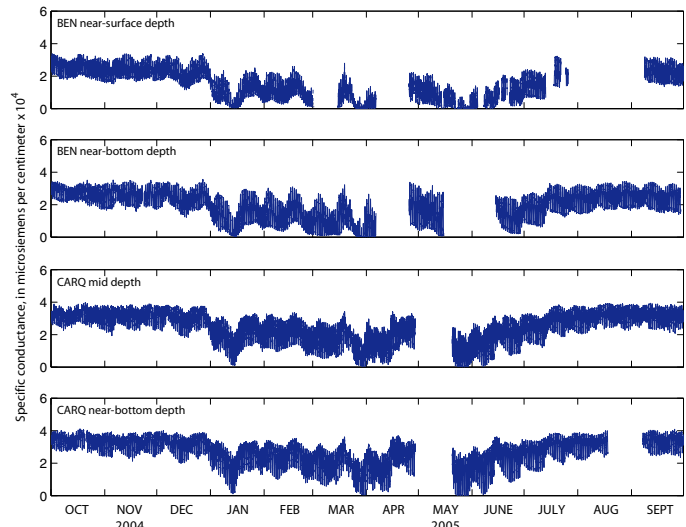 BEN near-surface depth
6
4
2
0
BEN near-bottom depth
6
4
2
0
CARQ mid depth
6
4
2
0
CARQ near-bottom depth
6
4
2
0
Specific conductance, in microsiemens per centimeter x 10⁴
OCT NOV DEC JAN FEB MAR APR MAY JUNE JULY AUG SEPT
2004 2005